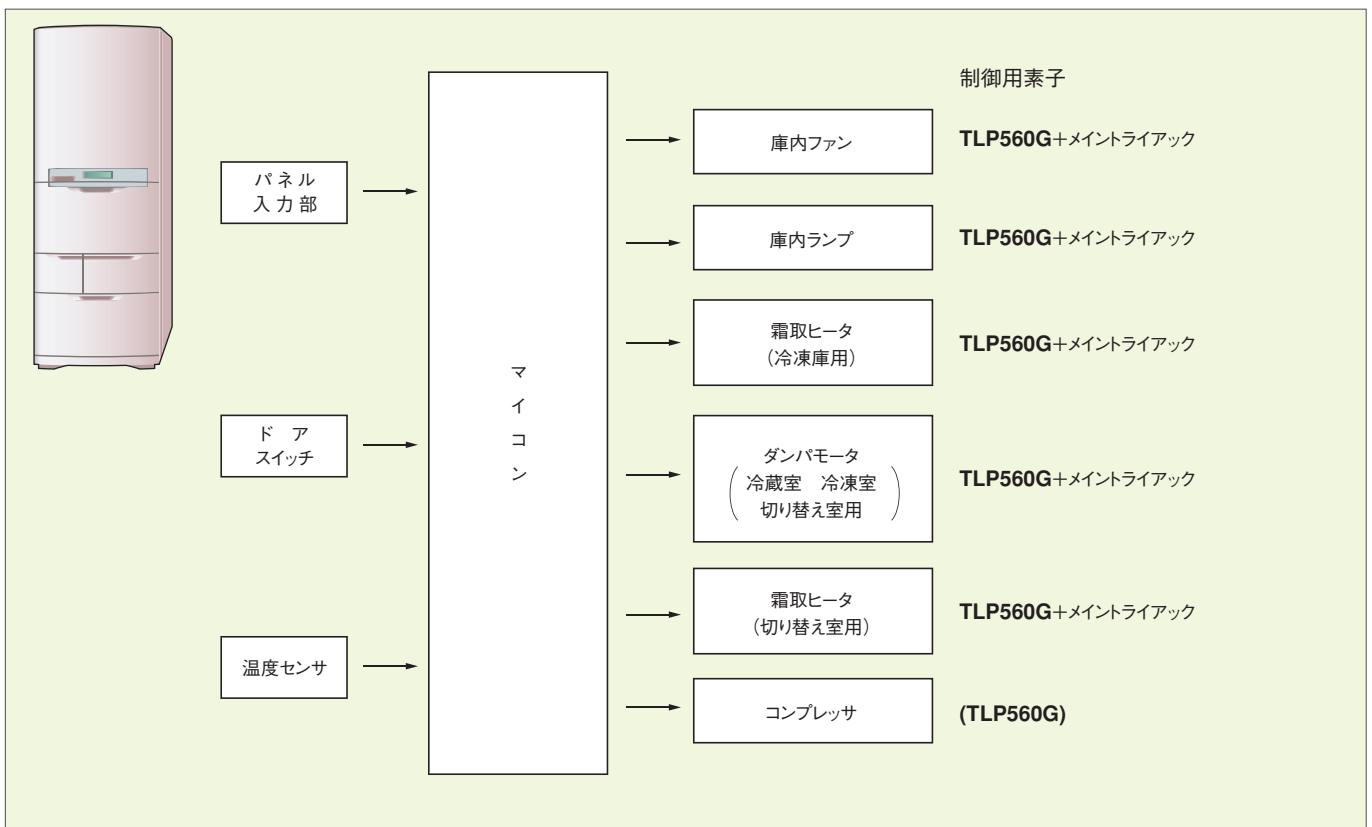 パネル
入力部
ドア
スイッチ
温度センサ
マイコン
制御用素子
庫内ファン
TLP560G+メイントライアック
庫内ランプ
TLP560G+メイントライアック
霜取ヒータ
(冷凍庫用)
TLP560G+メイントライアック
ダンパモータ
(冷蔵室 冷凍室
切り替え室用)
TLP560G+メイントライアック
霜取ヒータ
(切り替え室用)
TLP560G+メイントライアック
コンプレッサ
(TLP560G)